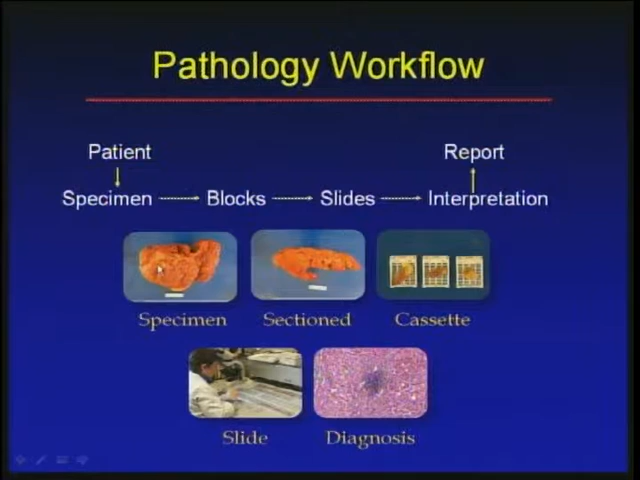 Pathology Workflow
Patient
Report
Specimen
Blocks
Slides
Interpretation
Specimen
Sectioned
Cassette
Slide
Diagnosis